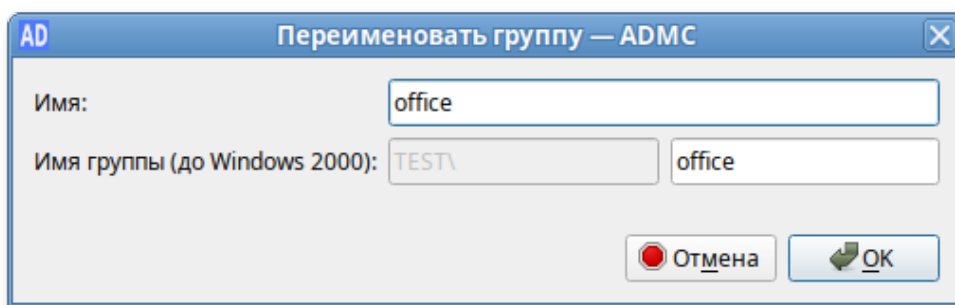 AD Переименовать группу — ADMC
Имя: office
Имя группы (до Windows 2000): TEST\ office
Отмена OK